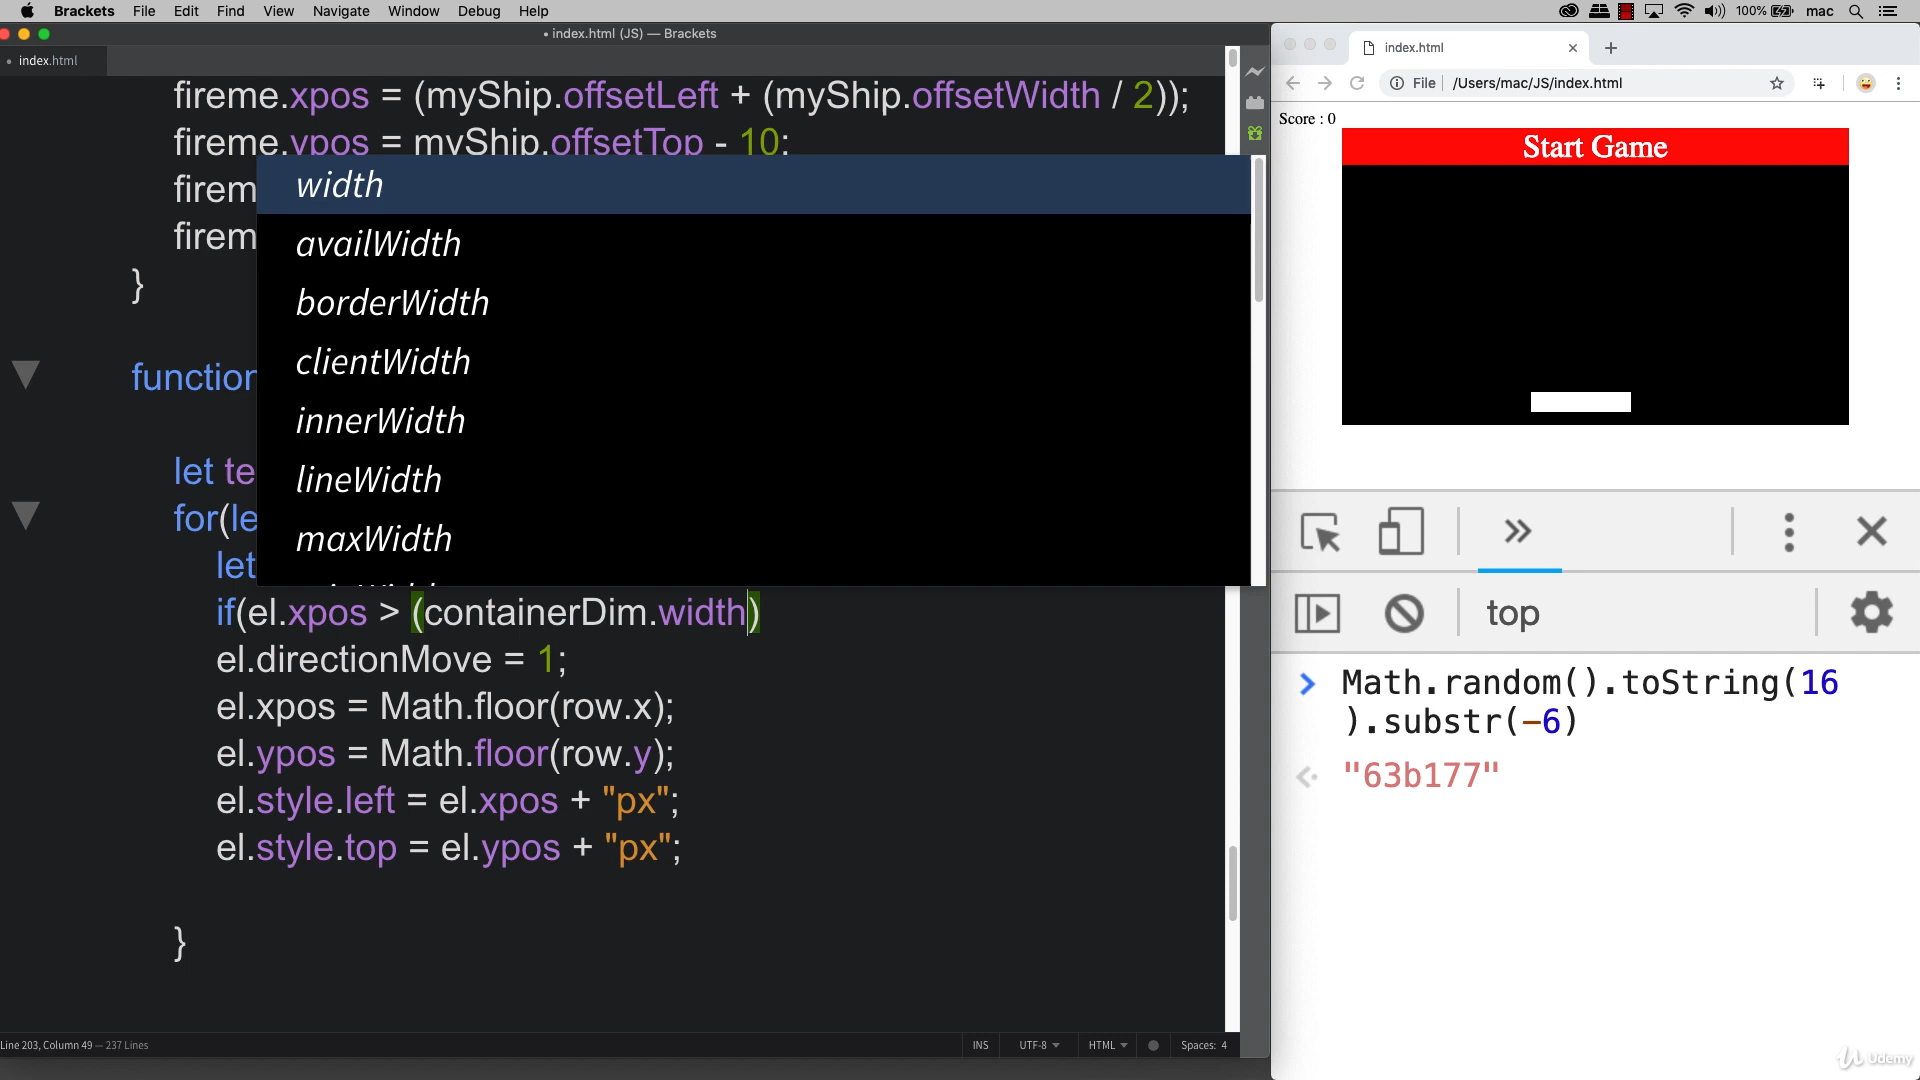 Brackets File Edit Find View Navigate Window Debug Help
100% mac
• index.html (JS) — Brackets
• index.html
fireme.xpos = (myShip.offsetLeft + (myShip.offsetWidth / 2));
fireme.ypos = myShip.offsetTop - 10;
firem
firem
}
function
let te
for(le
let
width
availWidth
borderWidth
clientWidth
innerWidth
lineWidth
maxWidth
if(el.xpos > (containerDim.width)
el.directionMove = 1;
el.xpos = Math.floor(row.x);
el.ypos = Math.floor(row.y);
el.style.left = el.xpos + "px";
el.style.top = el.ypos + "px";
}
Line 203, Column 49 — 237 Lines
INS UTF-8 HTML Spaces: 4
index.html
File /Users/mac/JS/index.html
Score : 0
Start Game
top
Math.random().toString(16
).substr(-6)
"63b177"
Udemy